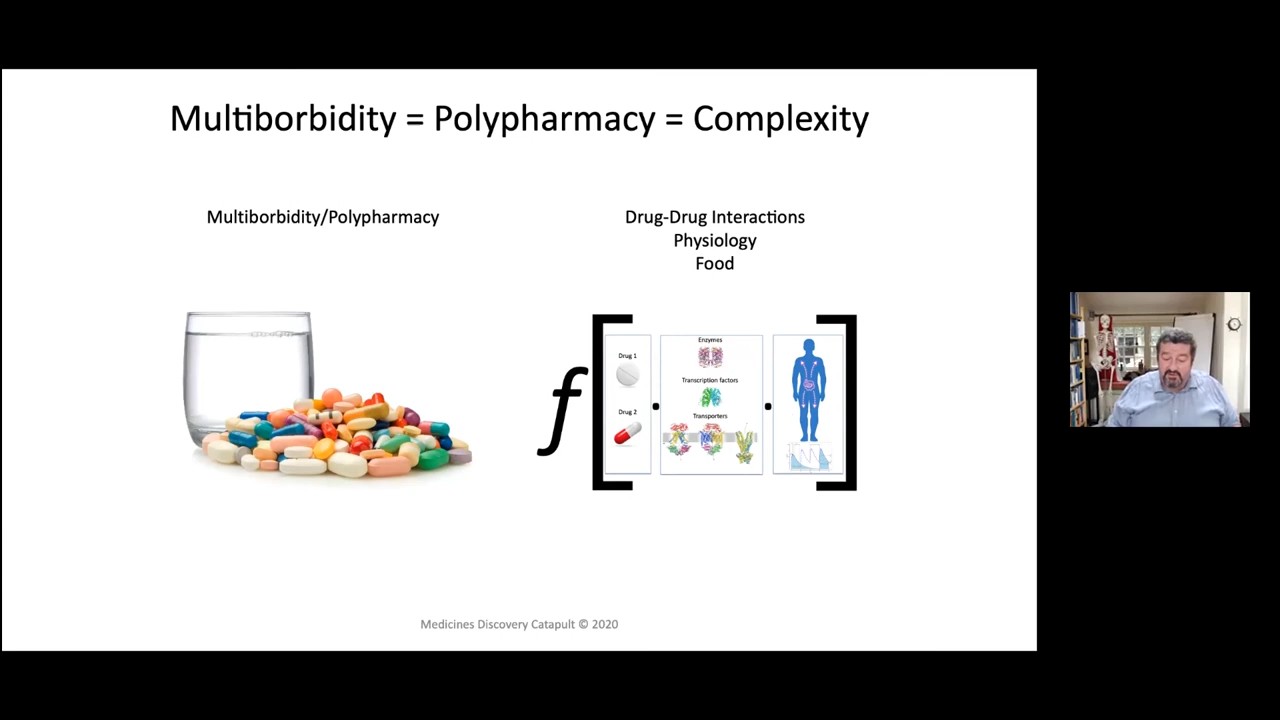 Multiborbidity = Polypharmacy = Complexity
Multiborbidity/Polypharmacy
Drug-Drug Interactions
Physiology
Food
f
Drug 1
Drug 2
Enzymes
Transcription factors
Transporters
Medicines Discovery Catapult © 2020